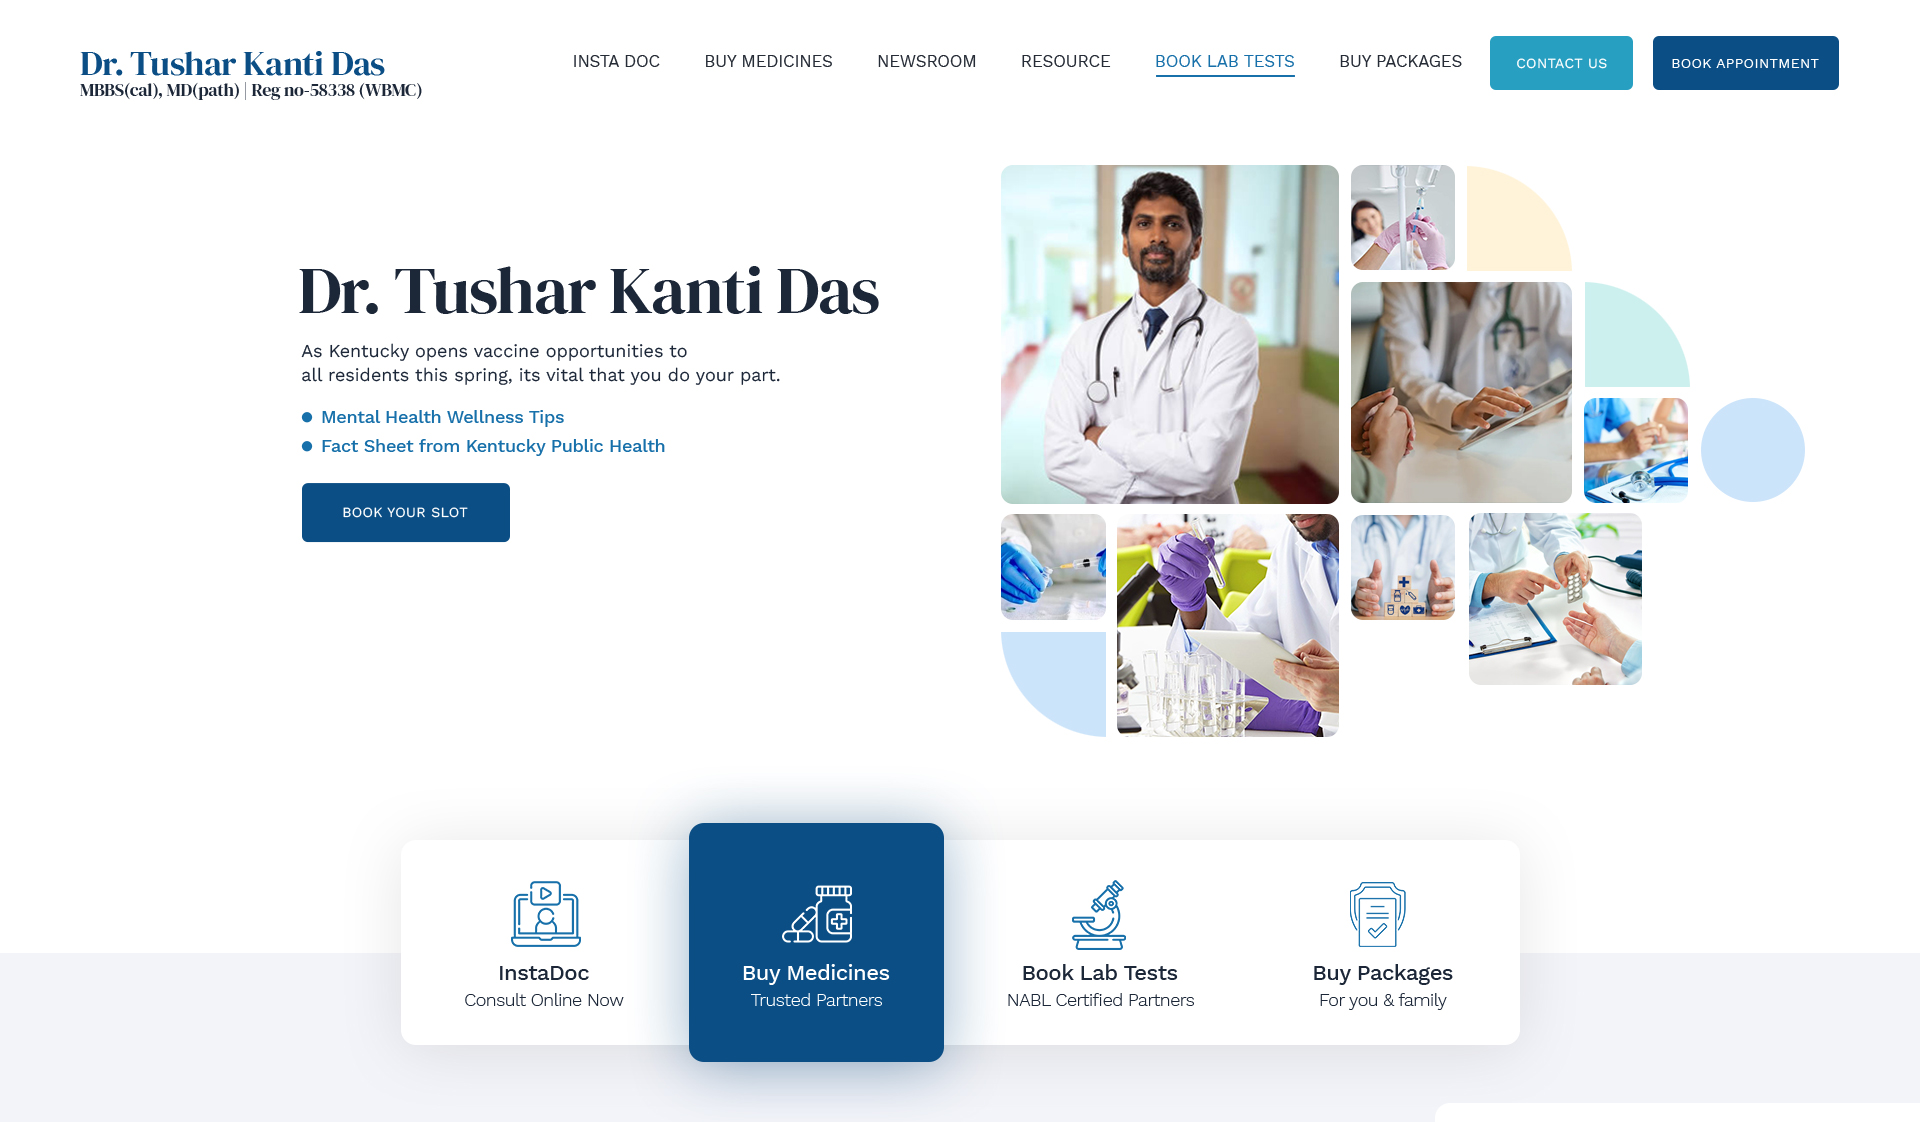 Dr. Tushar Kanti Das
MBBS(cal), MD(path) | Reg no-58338 (WBMC)
INSTA DOC
BUY MEDICINES
NEWSROOM
RESOURCE
BOOK LAB TESTS
BUY PACKAGES
CONTACT US
BOOK APPOINTMENT
Dr. Tushar Kanti Das
As Kentucky opens vaccine opportunities to
all residents this spring, its vital that you do your part.
Mental Health Wellness Tips
Fact Sheet from Kentucky Public Health
BOOK YOUR SLOT
InstaDoc
Consult Online Now
Buy Medicines
Trusted Partners
Book Lab Tests
NABL Certified Partners
Buy Packages
For you & family